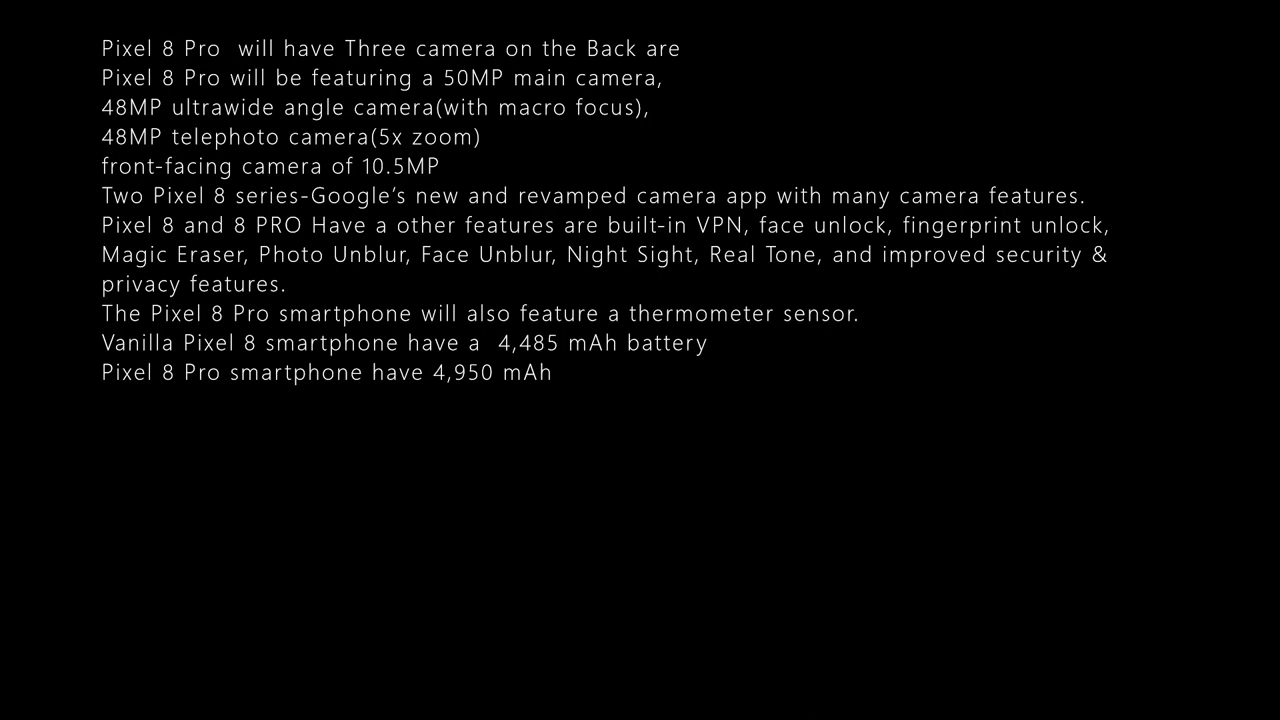 Pixel 8 Pro  will have Three camera on the Back are
Pixel 8 Pro will be featuring a 50MP main camera,
48MP ultrawide angle camera(with macro focus),
48MP telephoto camera(5x zoom)
front-facing camera of 10.5MP
Two Pixel 8 series-Google’s new and revamped camera app with many camera features.
Pixel 8 and 8 PRO Have a other features are built-in VPN, face unlock, fingerprint unlock,
Magic Eraser, Photo Unblur, Face Unblur, Night Sight, Real Tone, and improved security &
privacy features.
The Pixel 8 Pro smartphone will also feature a thermometer sensor.
Vanilla Pixel 8 smartphone have a  4,485 mAh battery
Pixel 8 Pro smartphone have 4,950 mAh